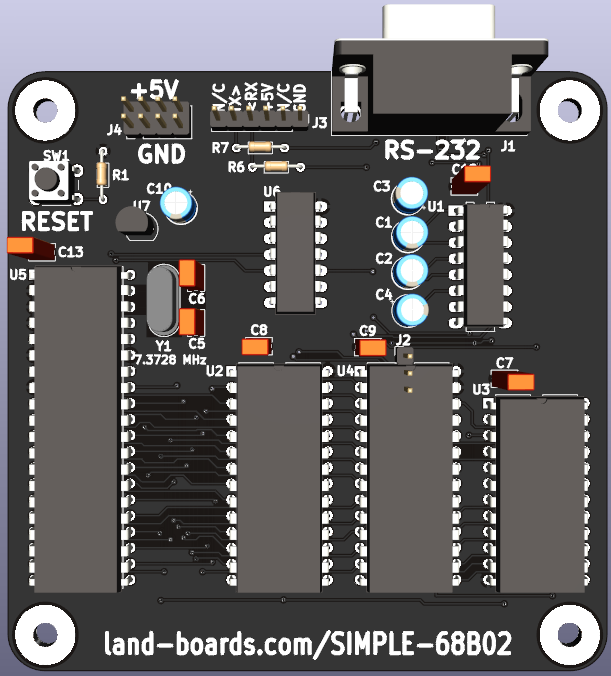 +5V
N/C
<RX
+5V
N/C
GND
J4
J3
GND
RS-232
J1
SW1
R7
R6
R1
RESET
C10
U7
U6
C3
U1
C1
C2
C4
C13
U5
C6
C5
Y1
7.3728 MHz
C8
C9
J2
U2
U4
C7
U3
land-boards.com/SIMPLE-68B02